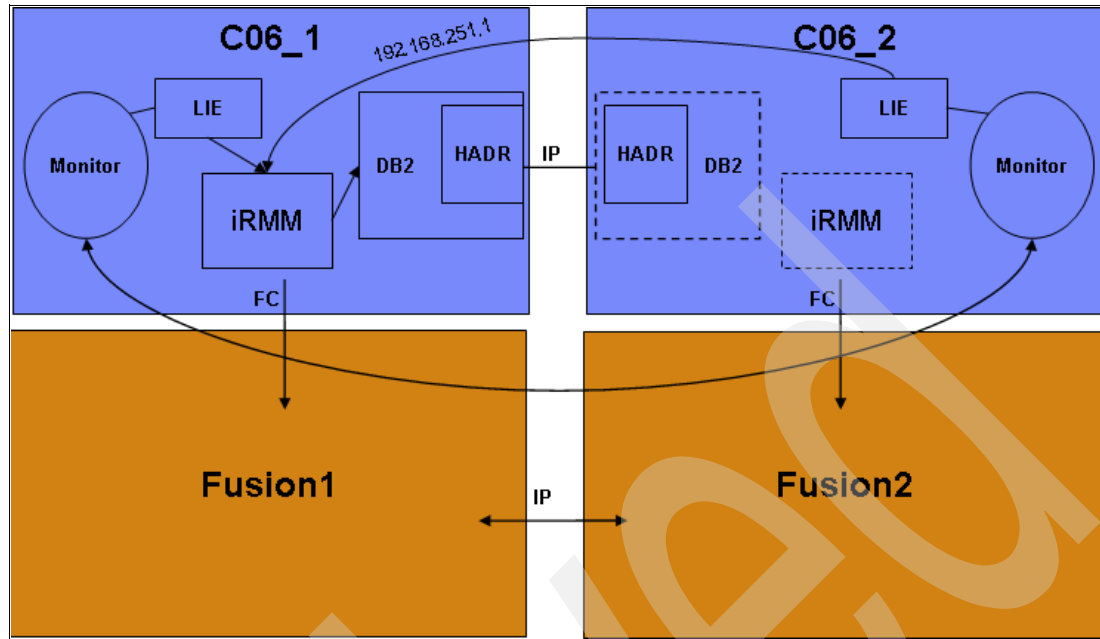 C06_1
192.168.251.1
C06_2
LIE
LIE
Monitor
DB2
HADR
IP
HADR
DB2
Monitor
iRMM
iRMM
FC
FC
Fusion1
IP
Fusion2